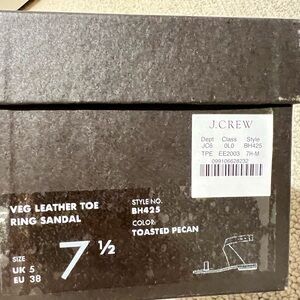 J.CREW
Dept Class Style
JC6 0L0 BH425
TPE EE2003 7H-M
099106628232
VEG LEATHER TOE
RING SANDAL
STYLE NO.
BH425
COLOR
TOASTED PECAN
SIZE
7 ½
UK 5
EU 38